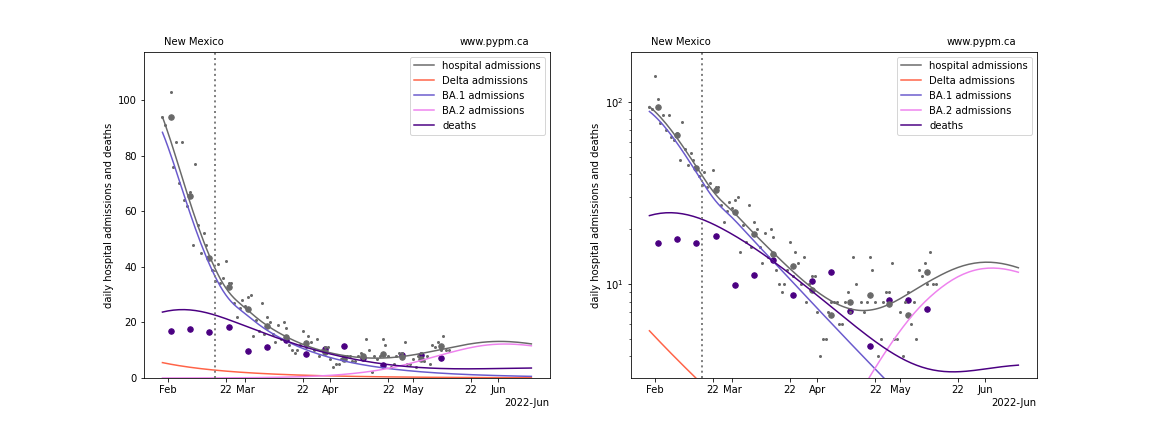 New Mexico www.pypm.ca
hospital admissions
Delta admissions
BA.1 admissions
BA.2 admissions
deaths
daily hospital admissions and deaths
100
80
60
40
20
0
Feb 22 Mar 22 Apr 22 May 22 Jun
2022-Jun
New Mexico www.pypm.ca
hospital admissions
Delta admissions
BA.1 admissions
BA.2 admissions
deaths
daily hospital admissions and deaths
10²
10¹
Feb 22 Mar 22 Apr 22 May 22 Jun
2022-Jun